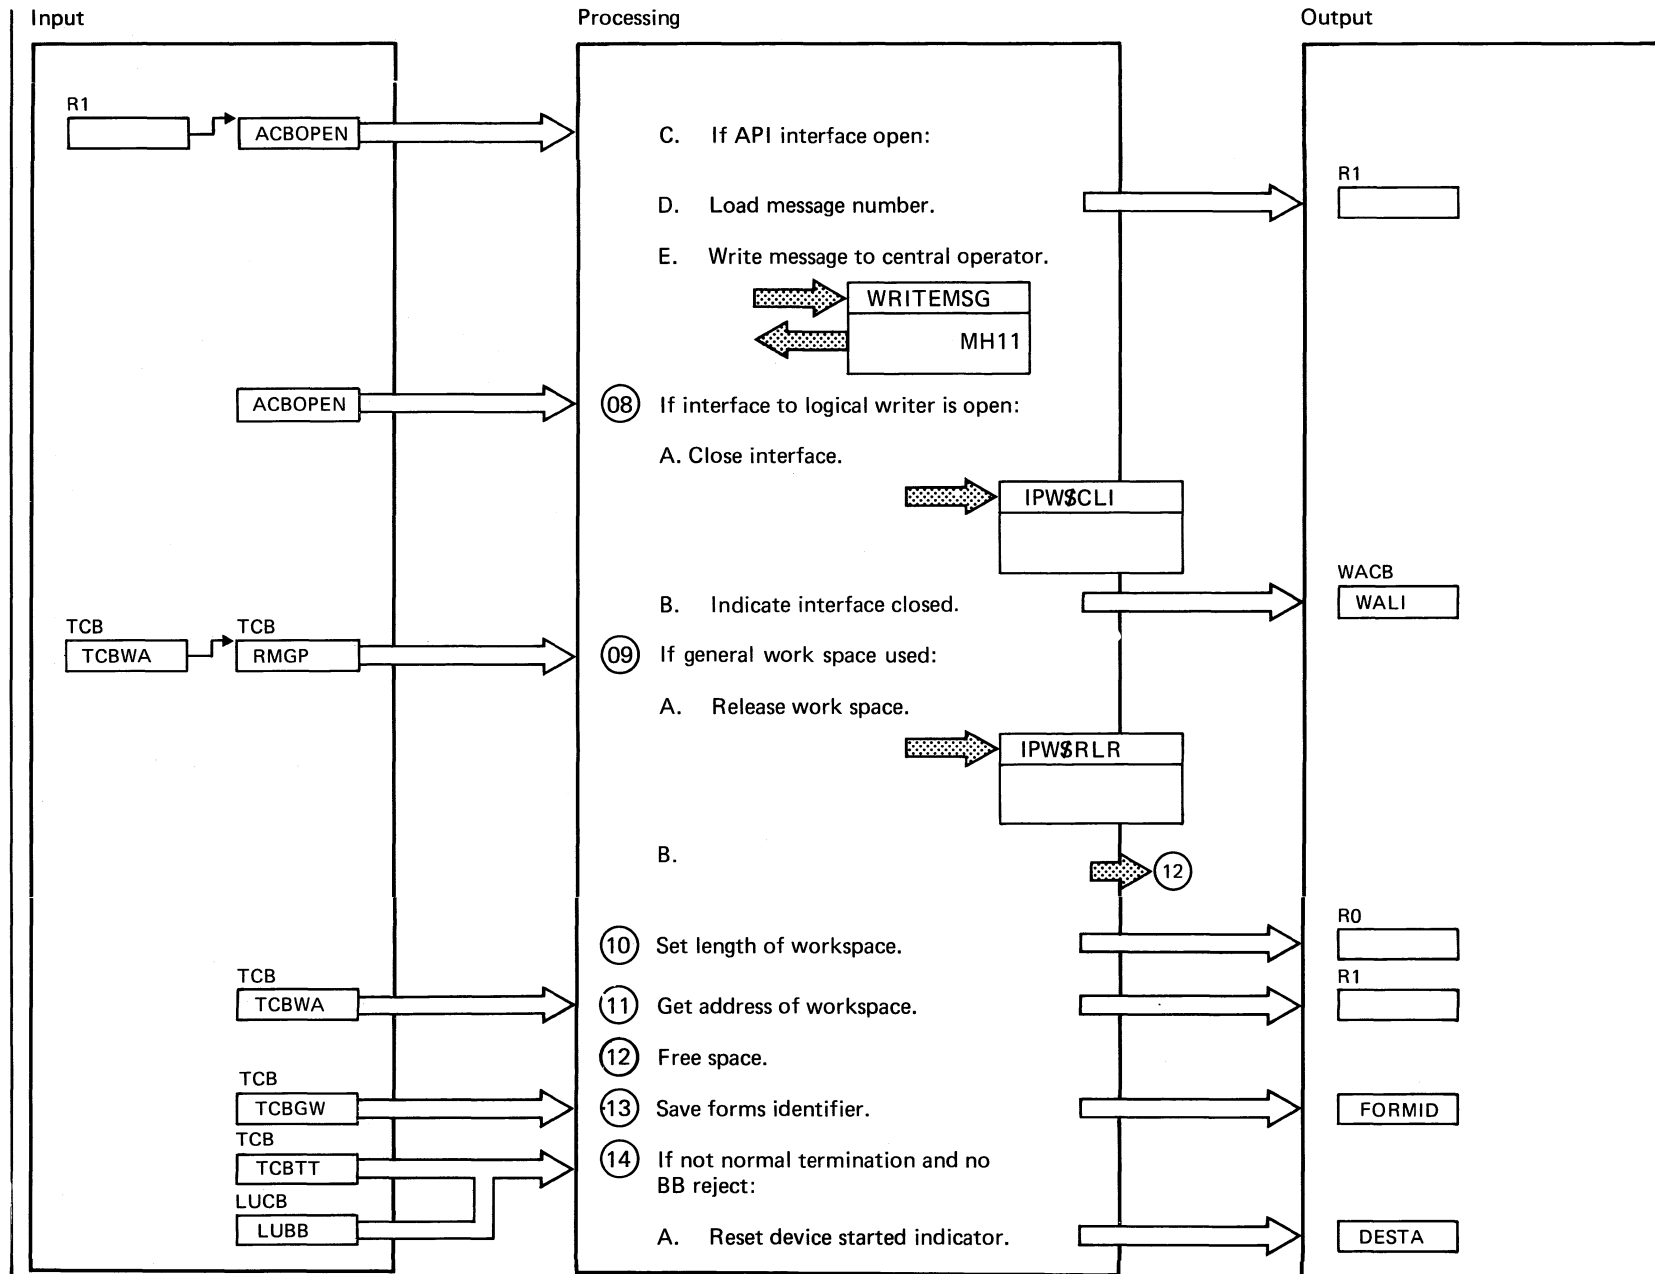 Input Processing Output
R1
ACBOPEN
C. If API interface open:
R1
D. Load message number.
E. Write message to central operator.
WRITEMSG
MH11
ACBOPEN
08 If interface to logical writer is open:
A. Close interface.
IPW$CLI
WACB
B. Indicate interface closed.
WALI
TCB TCB
TCBWA RMGP
09 If general work space used:
A. Release work space.
IPW$RLR
B.
12
R0
10 Set length of workspace.
TCB R1
TCBWA
11 Get address of workspace.
12 Free space.
TCB
TCBGW
13 Save forms identifier.
FORMID
TCB
TCBTT
14 If not normal termination and no
BB reject:
LUCB
LUBB
A. Reset device started indicator.
DESTA